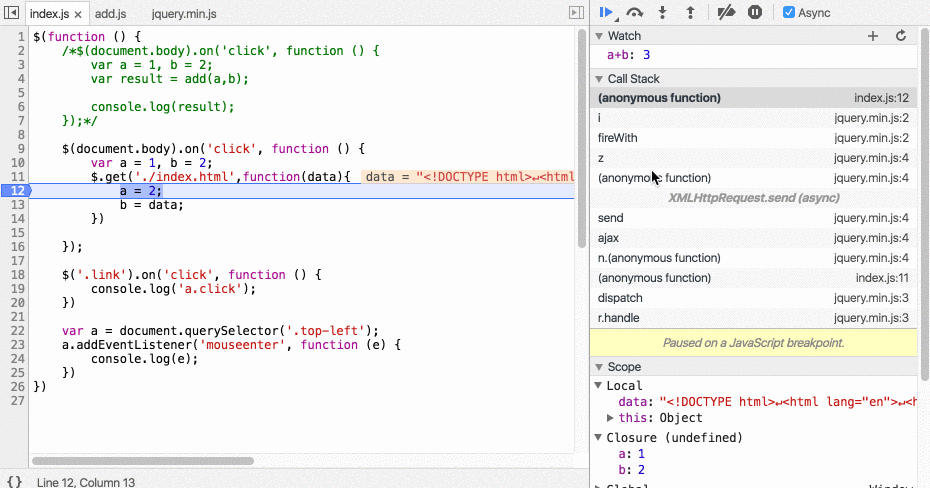 index.js × add.js jquery.min.js
1 $(function () {
2 /*$(document.body).on('click', function () {
3 var a = 1, b = 2;
4 var result = add(a,b);
5
6 console.log(result);
7 });*/
8
9 $(document.body).on('click', function () {
10 var a = 1, b = 2;
11 $.get('./index.html',function(data){ data = "<!DOCTYPE html>↵<html
12 a = 2;
13 b = data;
14 })
15
16 });
17
18 $('.link').on('click', function () {
19 console.log('a.click');
20 })
21
22 var a = document.querySelector('.top-left');
23 a.addEventListener('mouseenter', function (e) {
24 console.log(e);
25 })
26 })
27
{} Line 12, Column 13
Async
Watch
a+b: 3
Call Stack
(anonymous function) index.js:12
i jquery.min.js:2
fireWith jquery.min.js:2
z jquery.min.js:4
(anonymous function) jquery.min.js:4
XMLHttpRequest.send (async)
send jquery.min.js:4
ajax jquery.min.js:4
n.(anonymous function) jquery.min.js:4
(anonymous function) index.js:11
dispatch jquery.min.js:3
r.handle jquery.min.js:3
Paused on a JavaScript breakpoint.
Scope
Local
data: "<!DOCTYPE html>↵<html lang="en">↵<h
this: Object
Closure (undefined)
a: 1
b: 2